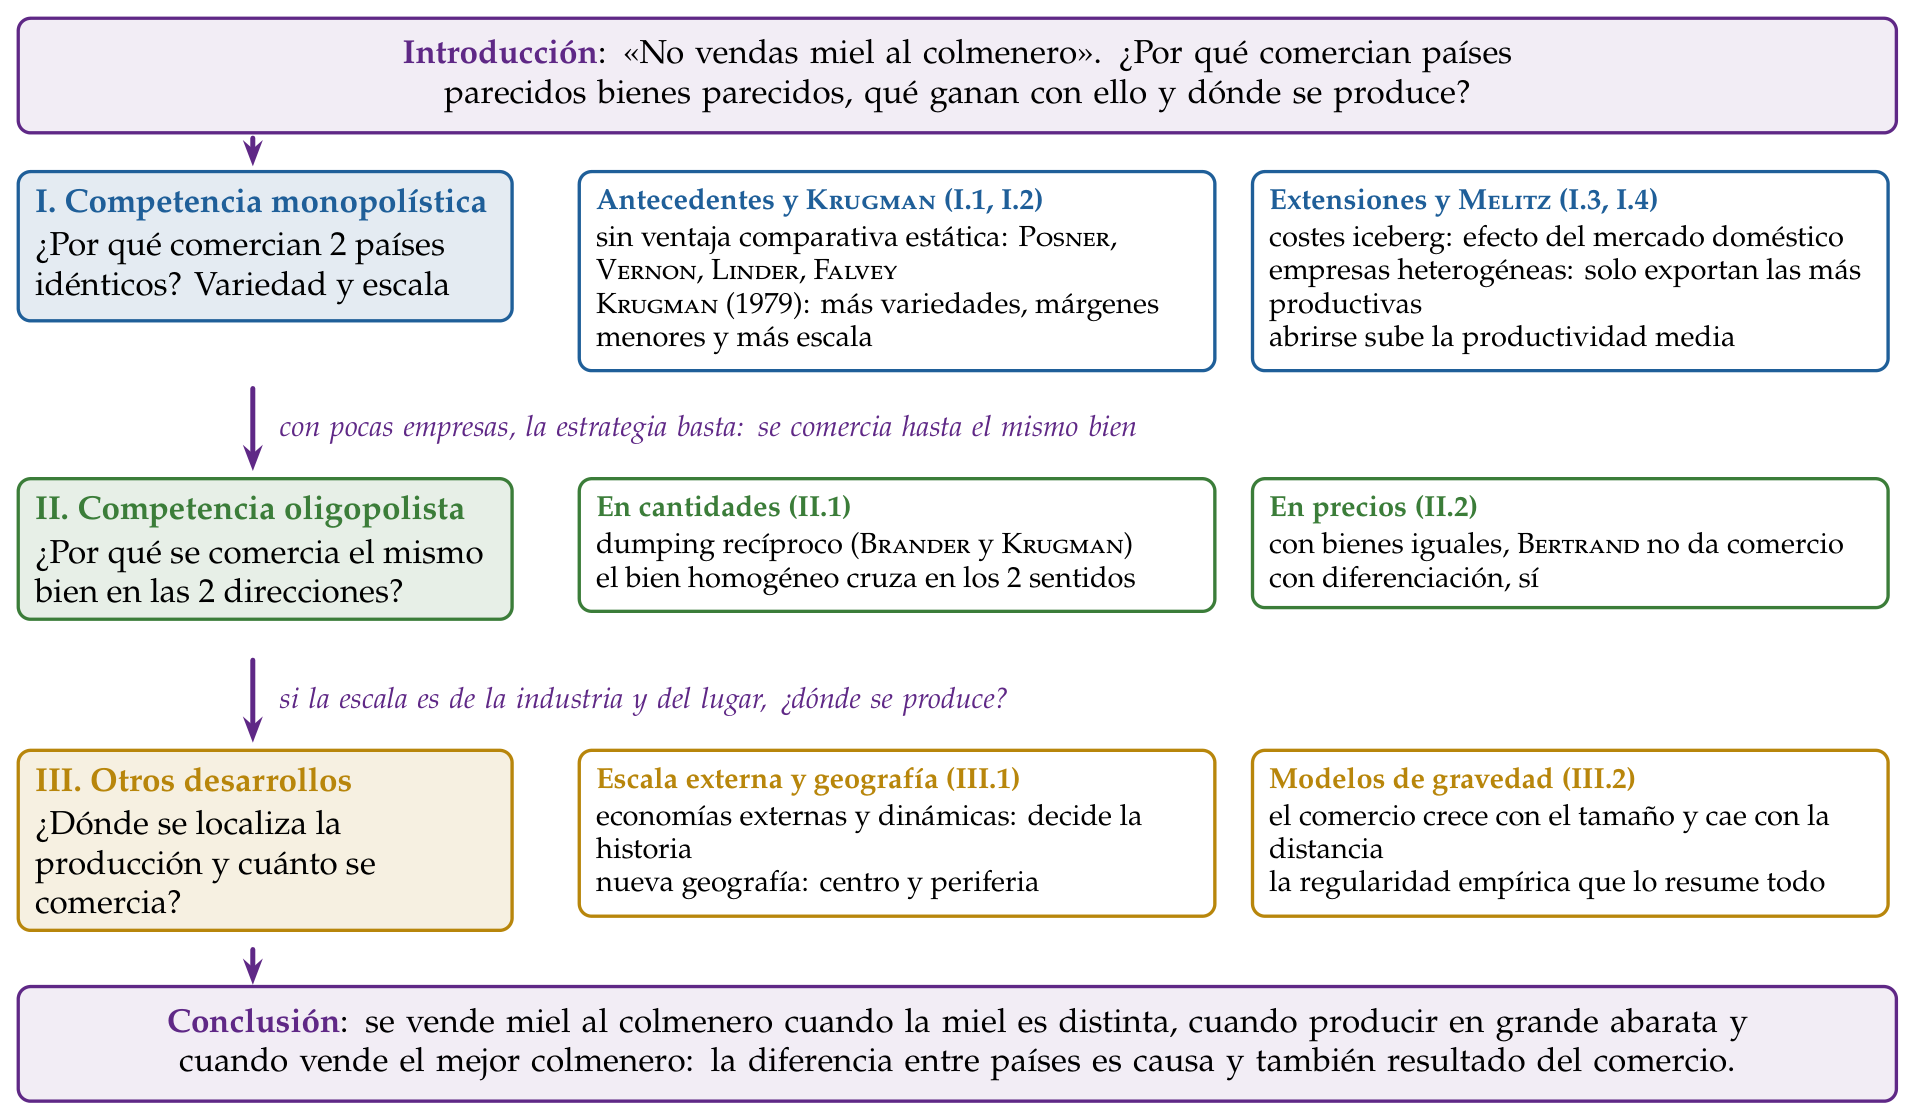 Introducción: «No vendas miel al colmenero». ¿Por qué comercian países
parecidos bienes parecidos, qué ganan con ello y dónde se produce?
I. Competencia monopolística
¿Por qué comercian 2 países
idénticos? Variedad y escala
Antecedentes y KRUGMAN (I.1, I.2)
sin ventaja comparativa estática: POSNER,
VERNON, LINDER, FALVEY
KRUGMAN (1979): más variedades, márgenes
menores y más escala
Extensiones y MELITZ (I.3, I.4)
costes iceberg: efecto del mercado doméstico
empresas heterogéneas: solo exportan las más
productivas
abrirse sube la productividad media
con pocas empresas, la estrategia basta: se comercia hasta el mismo bien
II. Competencia oligopolista
¿Por qué se comercia el mismo
bien en las 2 direcciones?
En cantidades (II.1)
dumping recíproco (BRANDER y KRUGMAN)
el bien homogéneo cruza en los 2 sentidos
En precios (II.2)
con bienes iguales, BERTRAND no da comercio
con diferenciación, sí
si la escala es de la industria y del lugar, ¿dónde se produce?
III. Otros desarrollos
¿Dónde se localiza la
producción y cuánto se
comercia?
Escala externa y geografía (III.1)
economías externas y dinámicas: decide la
historia
nueva geografía: centro y periferia
Modelos de gravedad (III.2)
el comercio crece con el tamaño y cae con la
distancia
la regularidad empírica que lo resume todo
Conclusión: se vende miel al colmenero cuando la miel es distinta, cuando producir en grande abarata y
cuando vende el mejor colmenero: la diferencia entre países es causa y también resultado del comercio.